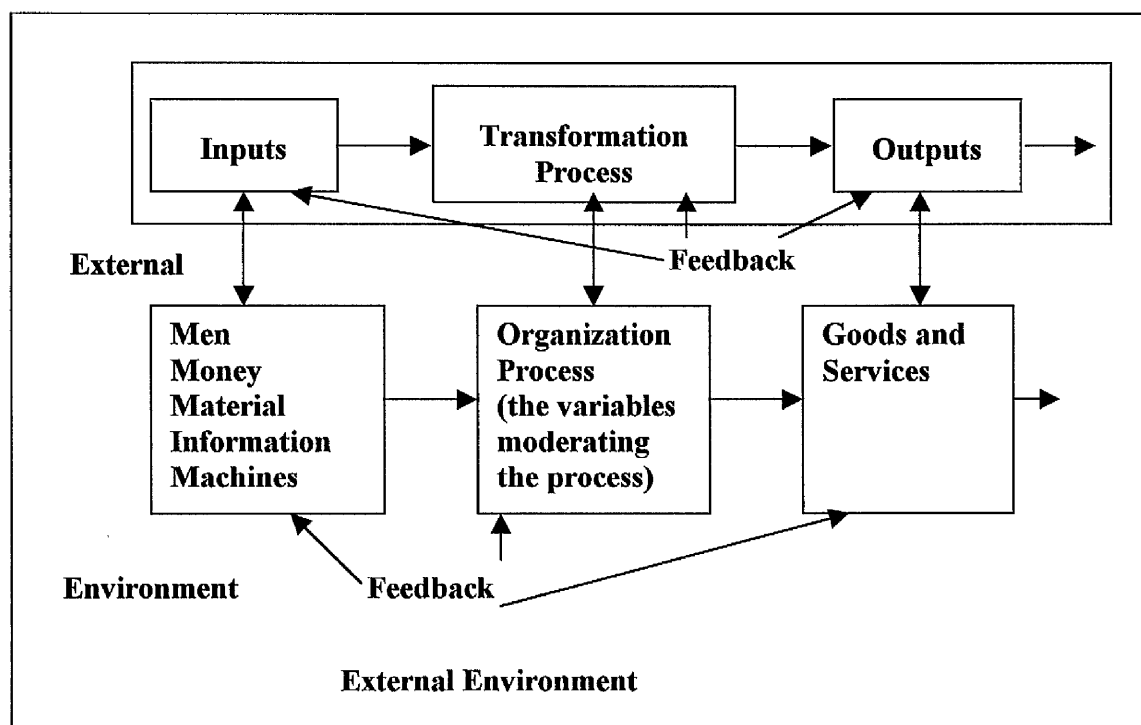 Inputs
Transformation
Process
Outputs
External
Feedback
Men
Money
Material
Information
Machines
Organization
Process
(the variables
moderating
the process)
Goods and
Services
Environment
Feedback
External Environment